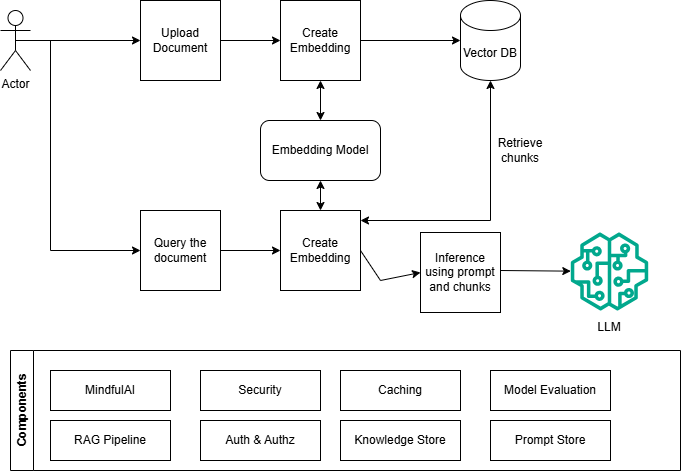 Actor
Upload
Document
Create
Embedding
Vector DB
Embedding Model
Retrieve
chunks
Query the
document
Create
Embedding
Inference
using prompt
and chunks
LLM
Components
MindfulAI
Security
Caching
Model Evaluation
RAG Pipeline
Auth & Authz
Knowledge Store
Prompt Store